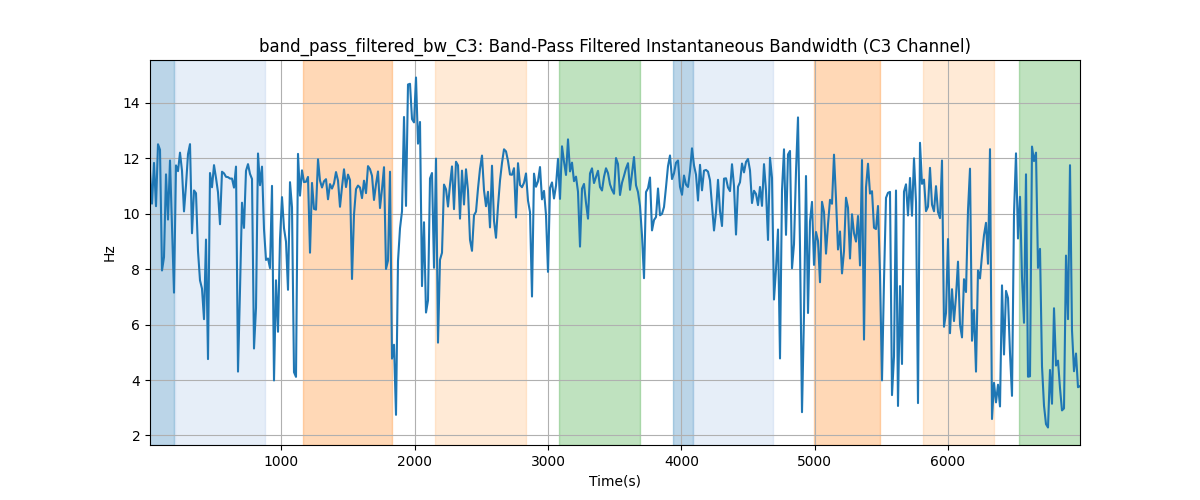 band_pass_filtered_bw_C3: Band-Pass Filtered Instantaneous Bandwidth (C3 Channel)
14
12
10
8
6
4
2
Hz
1000 2000 3000 4000 5000 6000
Time(s)